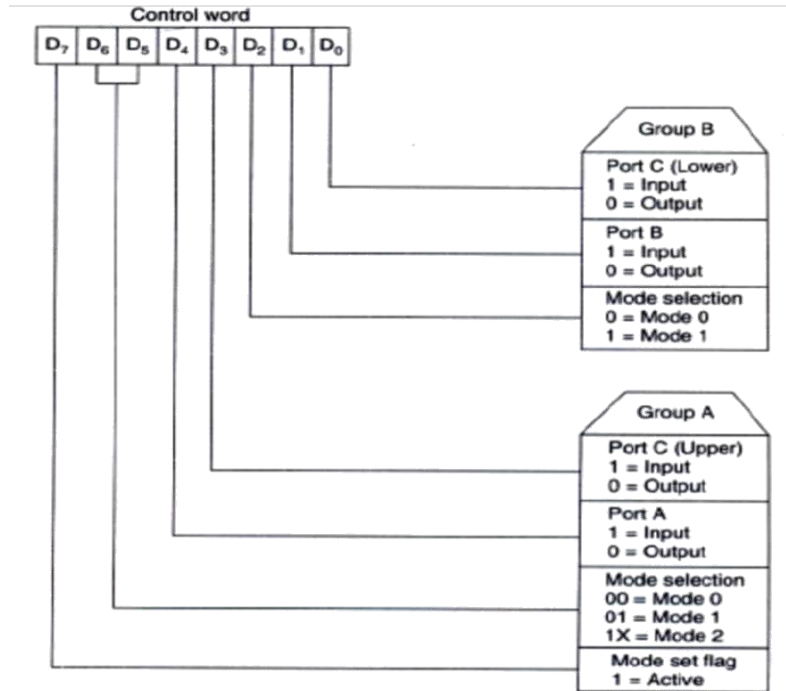 Control word
D7 D6 D5 D4 D3 D2 D1 D0
Group B
Port C (Lower)
1 = Input
0 = Output
Port B
1 = Input
0 = Output
Mode selection
0 = Mode 0
1 = Mode 1
Group A
Port C (Upper)
1 = Input
0 = Output
Port A
1 = Input
0 = Output
Mode selection
00 = Mode 0
01 = Mode 1
1X = Mode 2
Mode set flag
1 = Active